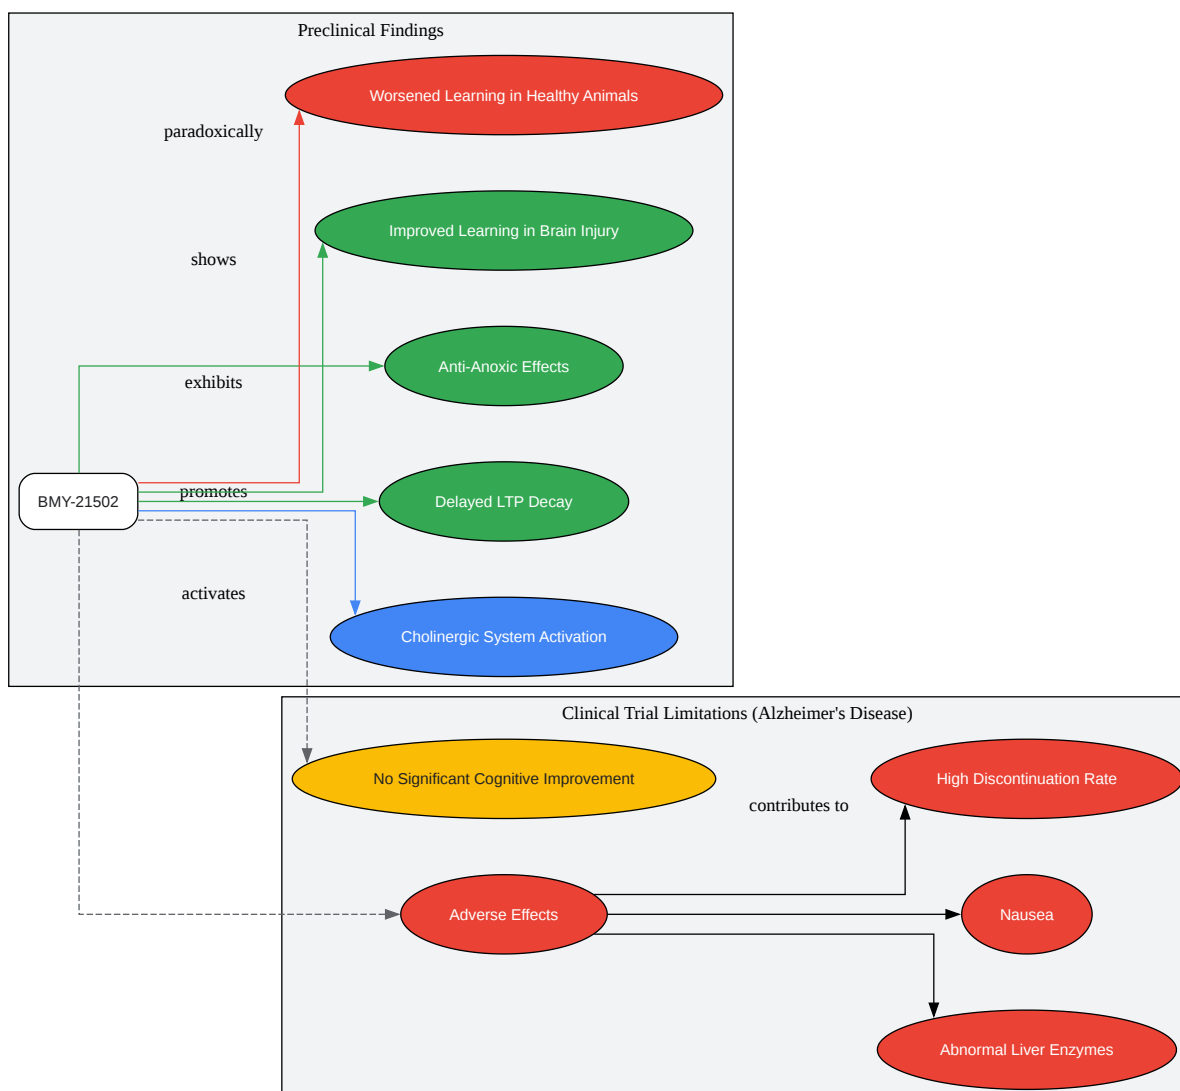 Preclinical Findings
Worsened Learning in Healthy Animals
paradoxically
Improved Learning in Brain Injury
shows
Anti-Anoxic Effects
exhibits
promotes
BMY-21502
Delayed LTP Decay
activates
Cholinergic System Activation
Clinical Trial Limitations (Alzheimer's Disease)
No Significant Cognitive Improvement
High Discontinuation Rate
contributes to
Adverse Effects
Nausea
Abnormal Liver Enzymes